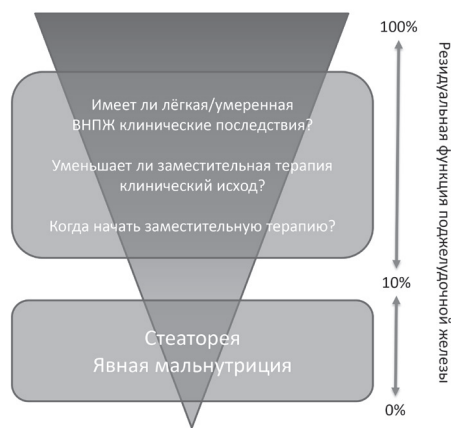 100%
Имеет ли лёгкая/умеренная
ВНПЖ клинические последствия?
Уменьшает ли заместительная терапия
клинический исход?
Когда начать заместительную терапию?
10%
Стеаторея
Явная мальнутриция
0%
Резидуальная функция поджелудочной железы